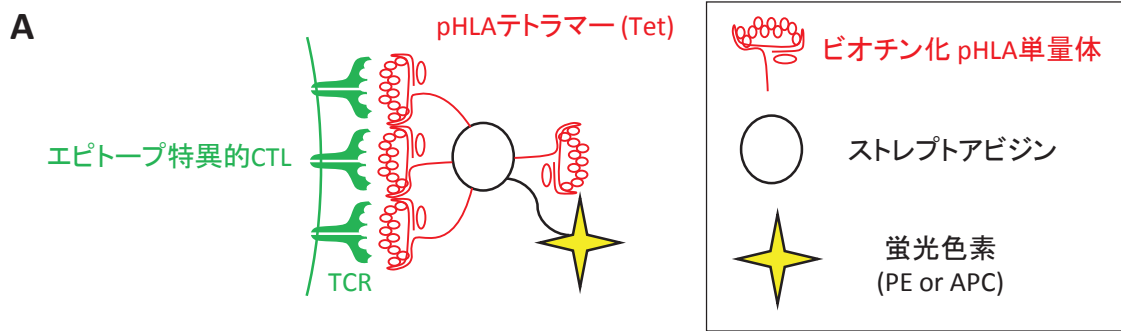 A
pHLAテトラマー (Tet)
エピトープ特異的CTL
TCR
ビオチン化 pHLA単量体
ストレプトアビジン
蛍光色素
(PE or APC)